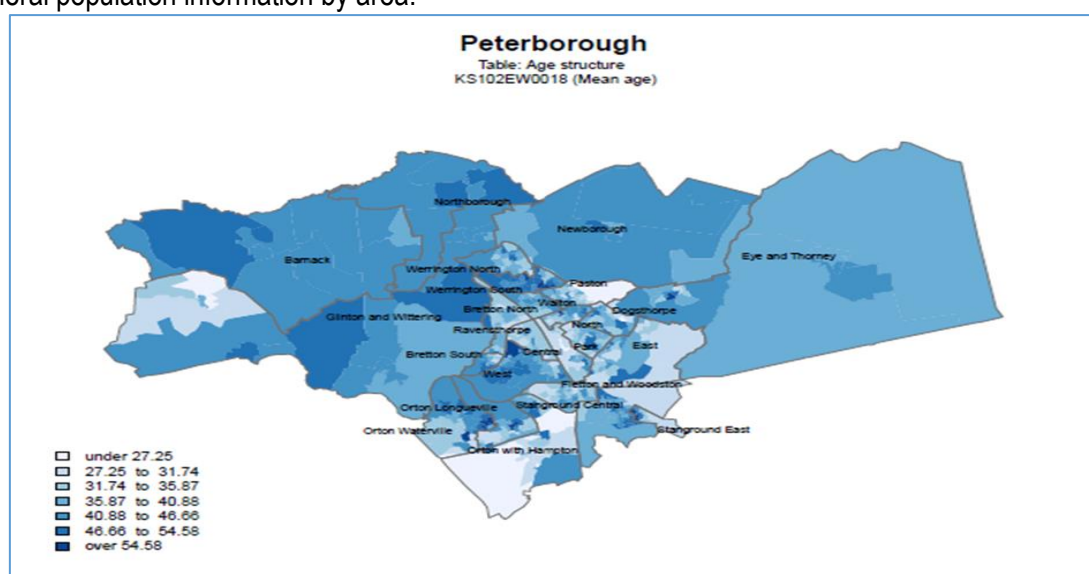 neral population information by area.
Peterborough
Table: Age structure
KS102EW0018 (Mean age)
Northborough
Newborough
Barnack
Eye and Thorney
Werrington North
Paston
Werrington South
Walton
Bretton North
Dogsthorpe
Glinton and Wittering
Ravensthorpe
North
Park
East
Bretton South
Central
West
Fletton and Woodston
Orton Longueville
Stanground Central
Orton Waterville
Stanground East
Orton with Hampton
under 27.25
27.25 to 31.74
31.74 to 35.87
35.87 to 40.88
40.88 to 46.66
46.66 to 54.58
over 54.58